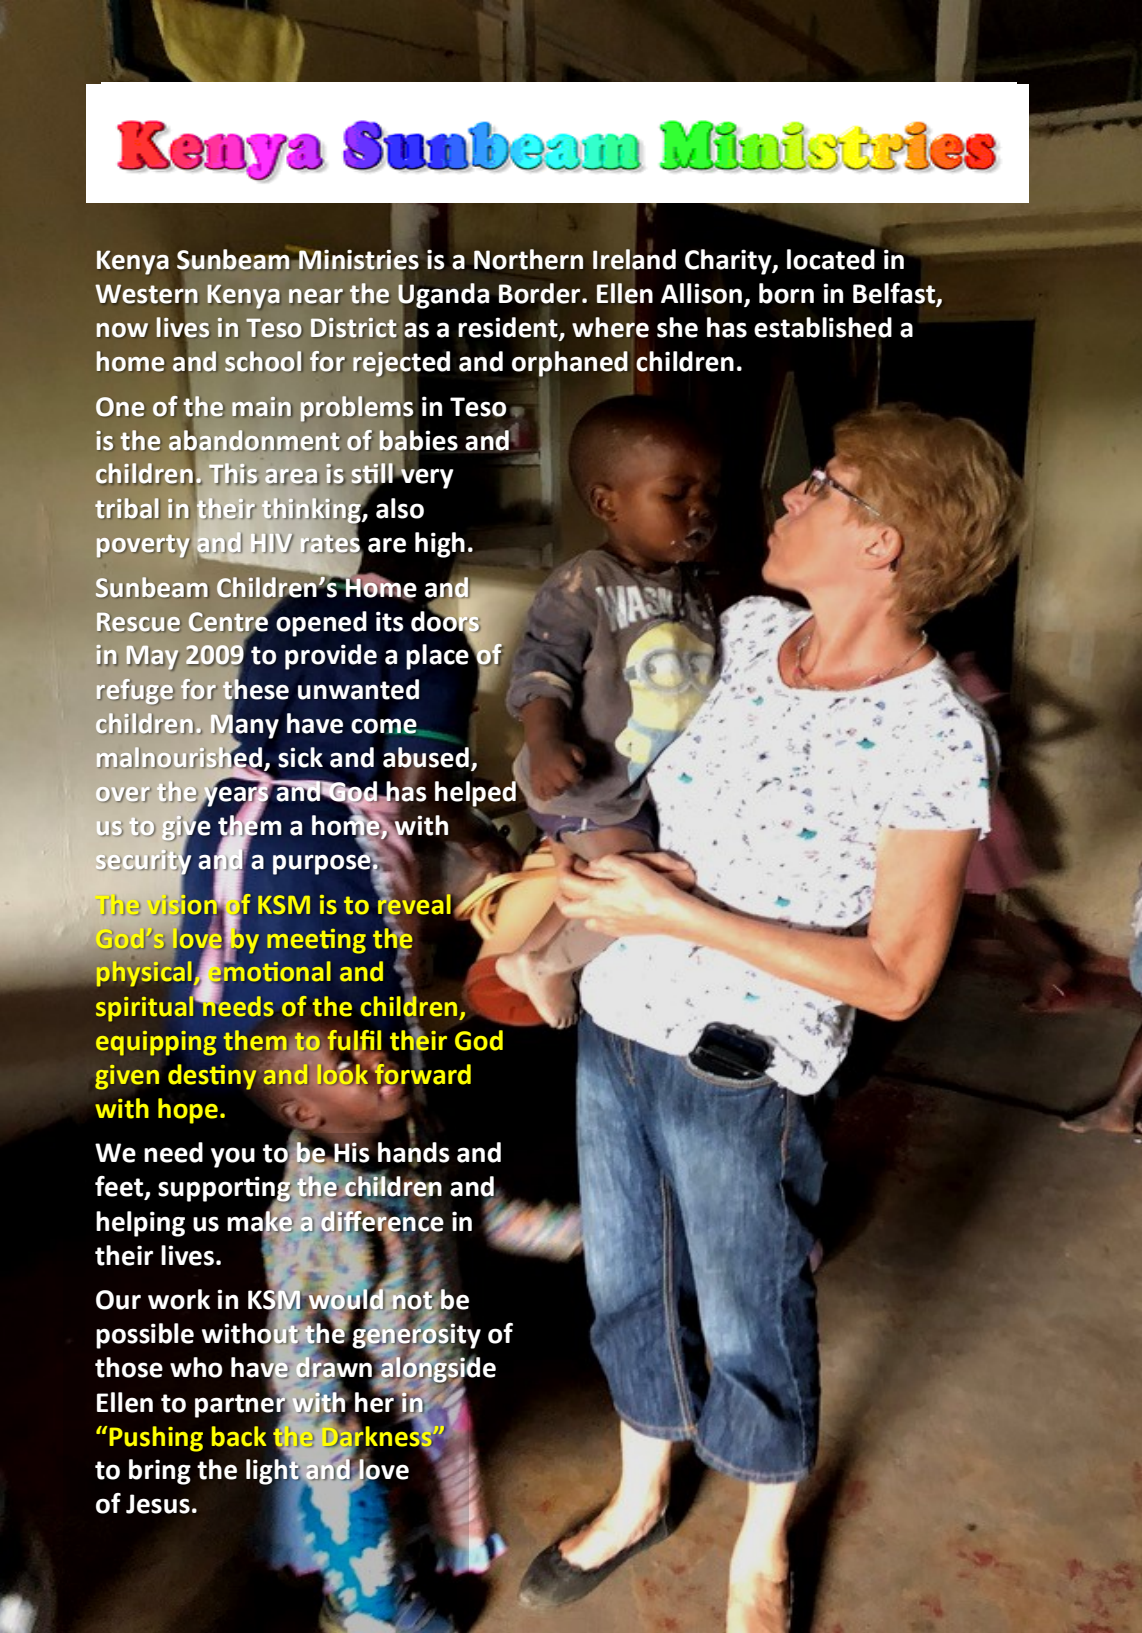 Kenya Sunbeam Ministries
Kenya Sunbeam Ministries is a Northern Ireland Charity, located in
Western Kenya near the Uganda Border. Ellen Allison, born in Belfast,
now lives in Teso District as a resident, where she has established a
home and school for rejected and orphaned children.
One of the main problems in Teso
is the abandonment of babies and
children. This area is still very
tribal in their thinking, also
poverty and HIV rates are high.
Sunbeam Children’s Home and
Rescue Centre opened its doors
in May 2009 to provide a place of
refuge for these unwanted
children. Many have come
malnourished, sick and abused,
over the years and God has helped
us to give them a home, with
security and a purpose.
The vision of KSM is to reveal
God’s love by meeting the
physical, emotional and
spiritual needs of the children,
equipping them to fulfil their God
given destiny and look forward
with hope.
We need you to be His hands and
feet, supporting the children and
helping us make a difference in
their lives.
Our work in KSM would not be
possible without the generosity of
those who have drawn alongside
Ellen to partner with her in
“Pushing back the Darkness”
to bring the light and love
of Jesus.